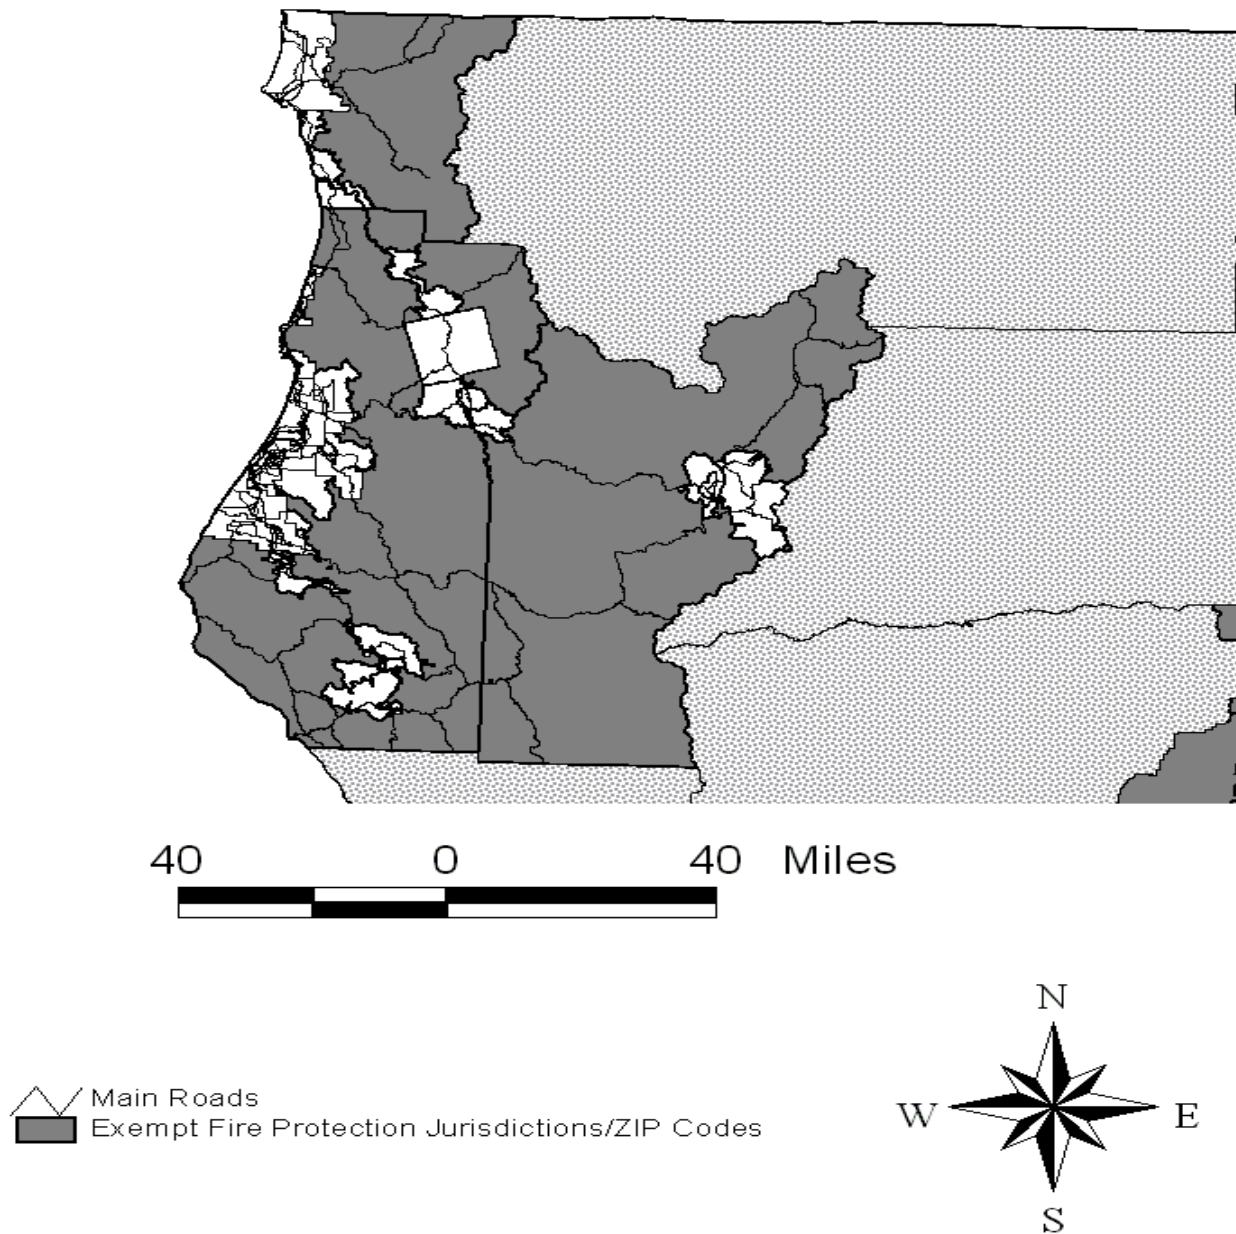 40 0 40 Miles
N
W E
S
Main Roads
Exempt Fire Protection Jurisdictions/ZIP Codes